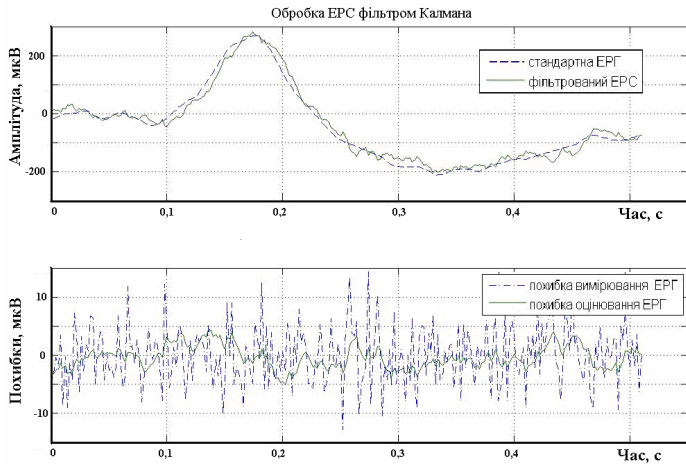 Обробка ЕРС фільтром Калмана
Амплітуда, мкВ
200
0
-200
стандартна ЕРГ
фільтрований ЕРС
0
0,1
0,2
0,3
0,4
Час, с
Похибки, мкВ
10
0
-10
похибка вимірювання ЕРГ
похибка оцінювання ЕРГ
0
0,1
0,2
0,3
0,4
Час, с